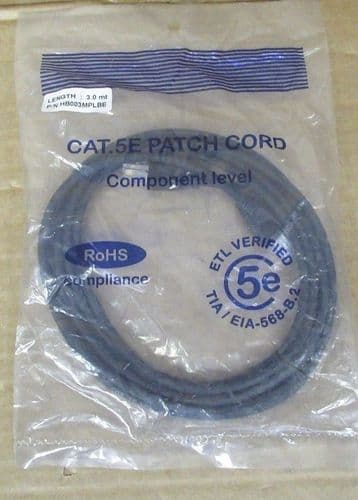 LENGTH : 3.0 mt
P/N.HB003MPLBE
CAT.5E PATCH CORD
Component level
RoHS
compliance
ETL VERIFIED
5e
TIA / EIA-568-B.2